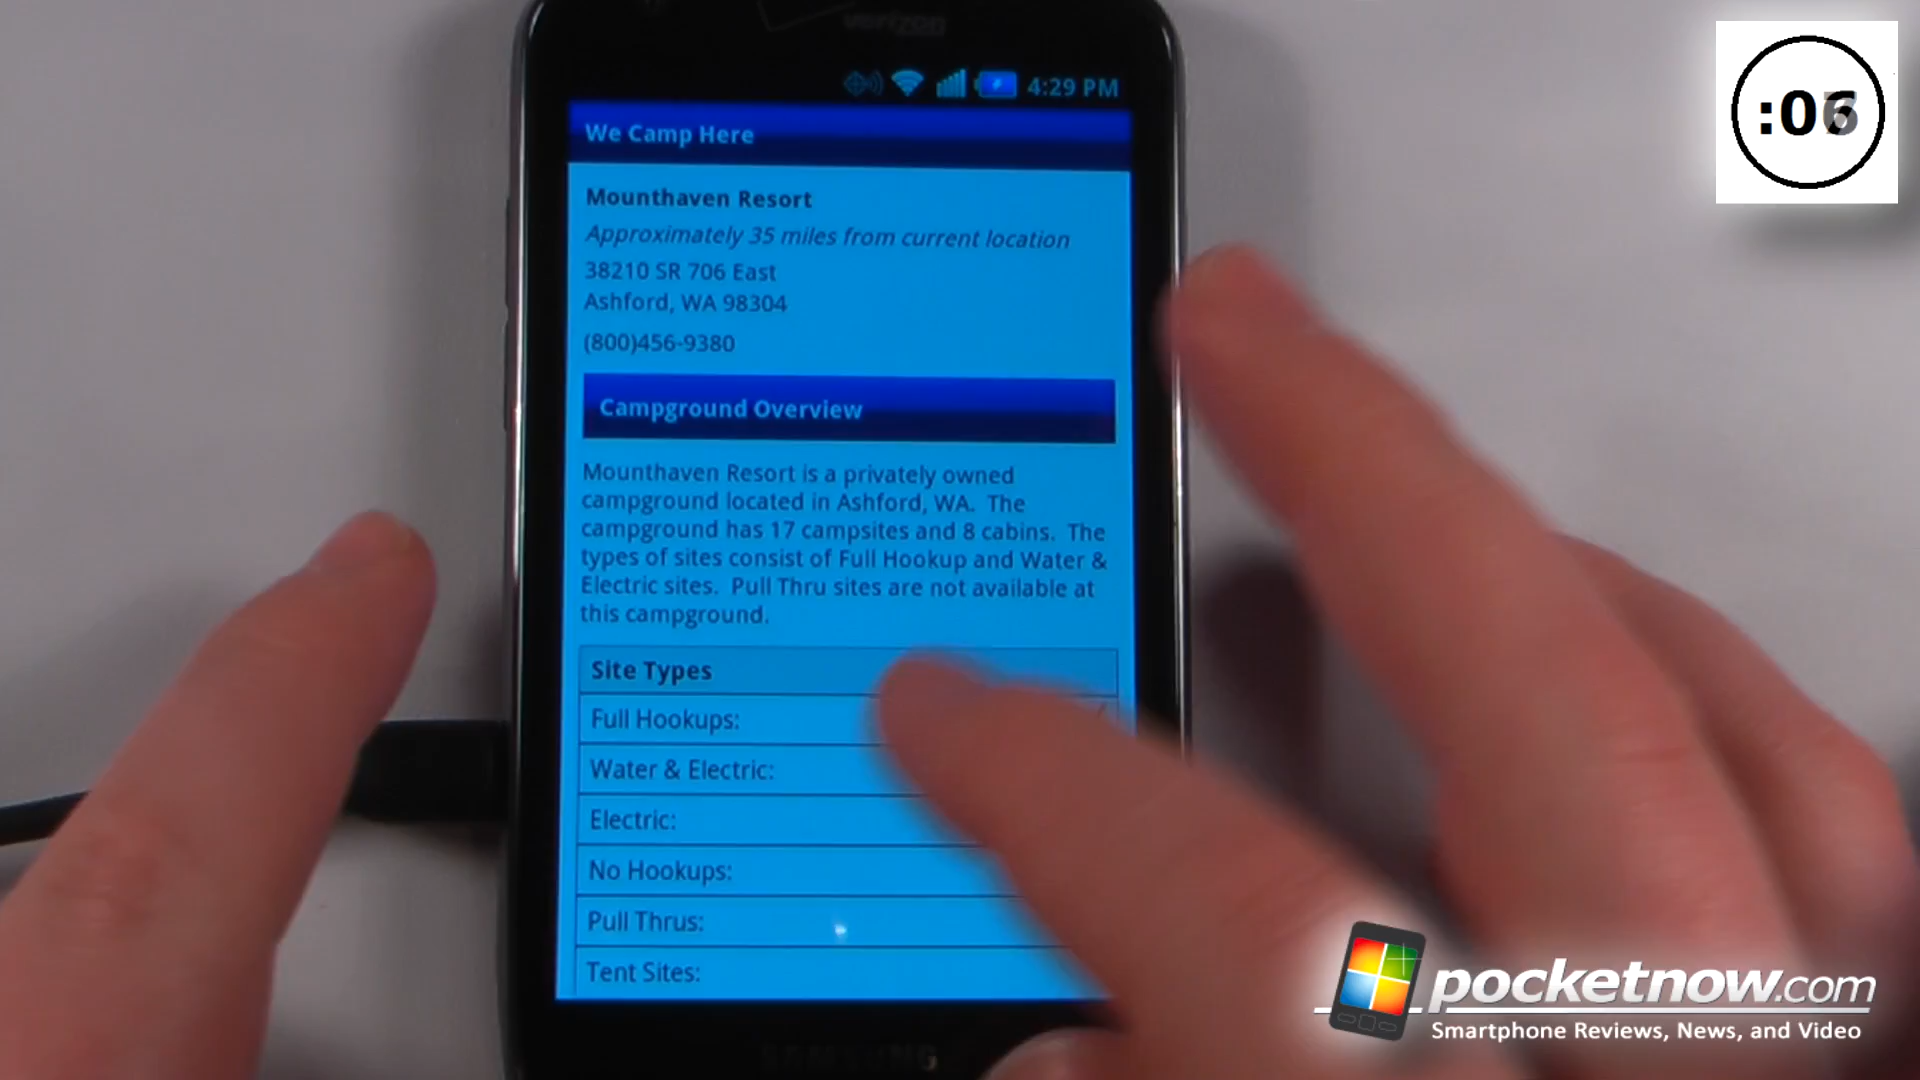 verizon
4:29 PM
We Camp Here
Mounthaven Resort
Approximately 35 miles from current location
38210 SR 706 East
Ashford, WA 98304
(800)456-9380
Campground Overview
Mounthaven Resort is a privately owned
campground located in Ashford, WA. The
campground has 17 campsites and 8 cabins. The
types of sites consist of Full Hookup and Water &
Electric sites. Pull Thru sites are not available at
this campground.
Site Types
Full Hookups:
Water & Electric:
Electric:
No Hookups:
Pull Thrus:
Tent Sites:
SAMSUNG
pocketnow.com
Smartphone Reviews, News, and Video